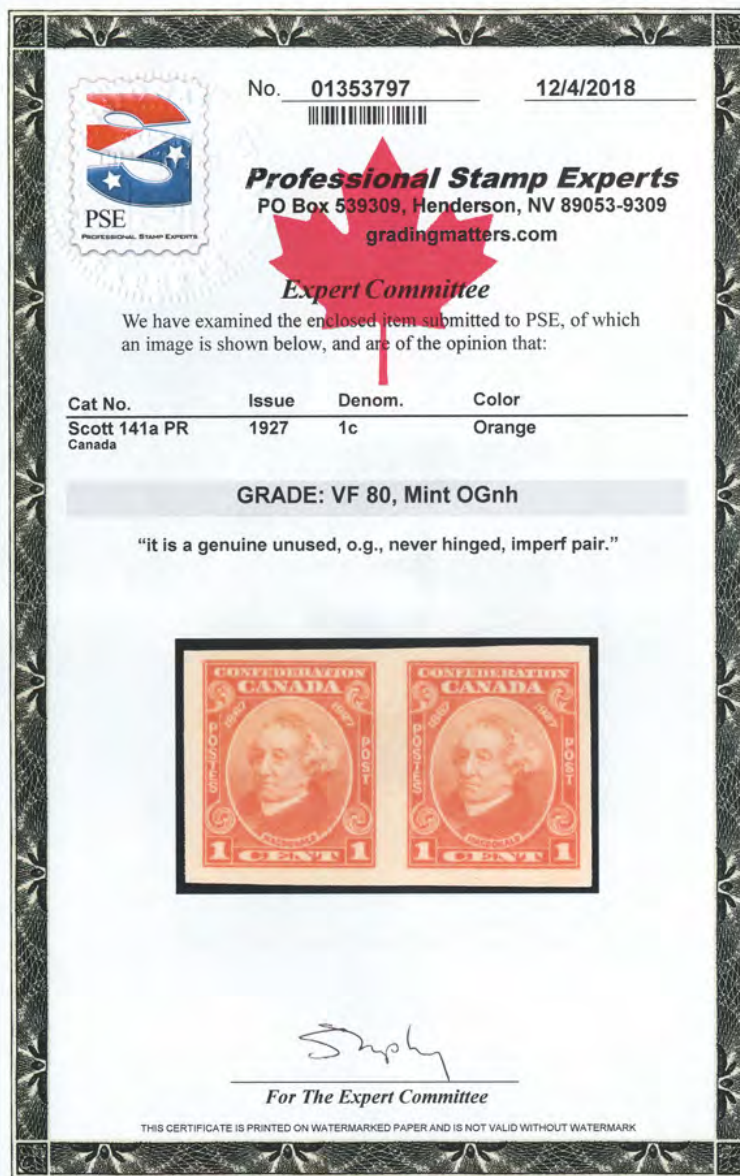 No. 01353797 12/4/2018
PSE
PROFESSIONAL STAMP EXPERTS
Professional Stamp Experts
PO Box 539309, Henderson, NV 89053-9309
gradingmatters.com
Expert Committee
We have examined the enclosed item submitted to PSE, of which
an image is shown below, and are of the opinion that:
Cat No. Issue Denom. Color
Scott 141a PR 1927 1c Orange
Canada
GRADE: VF 80, Mint OGnh
“it is a genuine unused, o.g., never hinged, imperf pair.”
CONFEDERATION CONFEDERATION
CANADA CANADA
1867 1927 1867 1927
POSTES POST POSTES POST
MACDONALD MACDONALD
1 CENT 1 1 CENT 1
For The Expert Committee
THIS CERTIFICATE IS PRINTED ON WATERMARKED PAPER AND IS NOT VALID WITHOUT WATERMARK